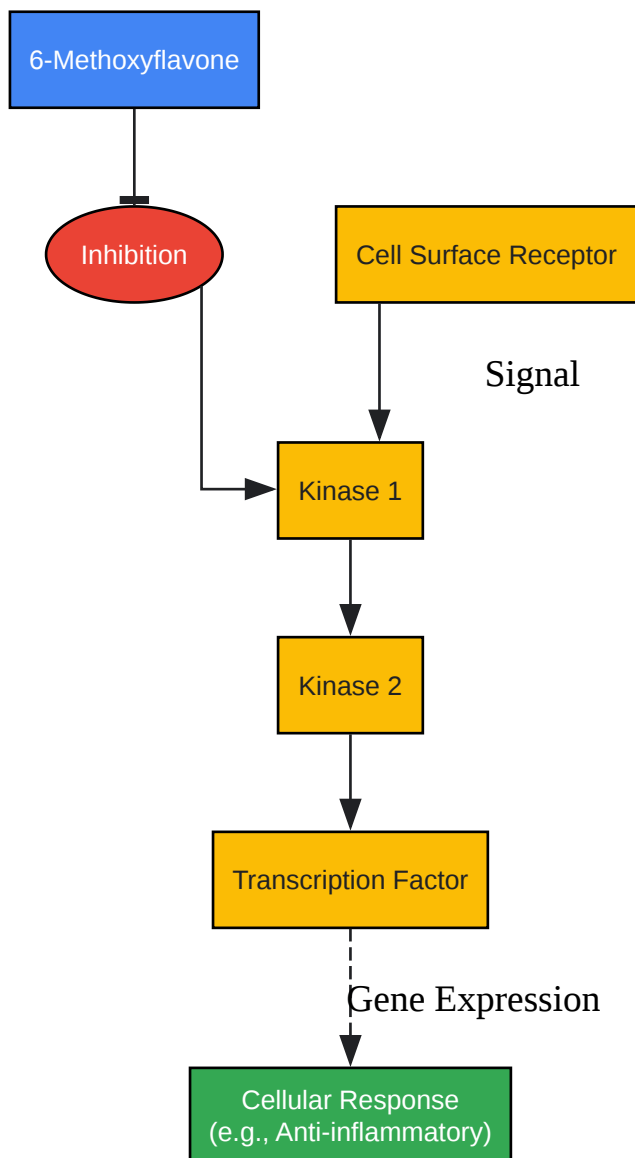 6-Methoxyflavone
Inhibition
Cell Surface Receptor
Signal
Kinase 1
Kinase 2
Transcription Factor
Gene Expression
Cellular Response
(e.g., Anti-inflammatory)